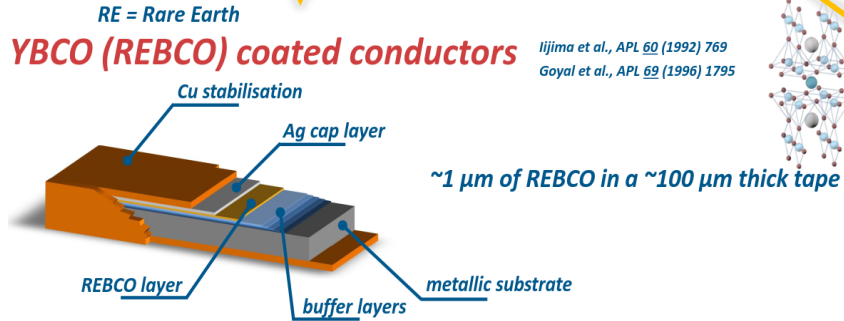 RE = Rare Earth
YBCO (REBCO) coated conductors
Iijima et al., APL 60 (1992) 769
Goyal et al., APL 69 (1996) 1795
Cu stabilisation
Ag cap layer
~1 µm of REBCO in a ~100 µm thick tape
REBCO layer
buffer layers
metallic substrate